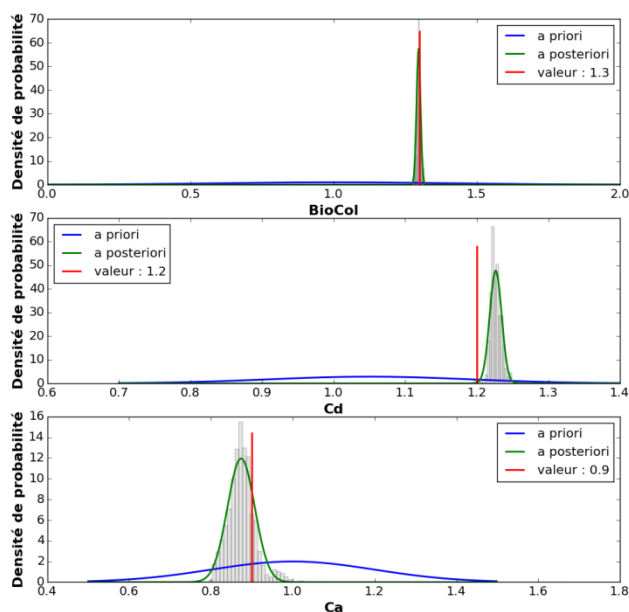 70
60
50
40
30
20
10
0
Densité de probabilité
a priori
a posteriori
valeur : 1.3
0.0 0.5 1.0 1.5 2.0
BioCol
70
60
50
40
30
20
10
0
Densité de probabilité
a priori
a posteriori
valeur : 1.2
0.6 0.7 0.8 0.9 1.0 1.1 1.2 1.3 1.4
Cd
16
14
12
10
8
6
4
2
0
Densité de probabilité
a priori
a posteriori
valeur : 0.9
0.4 0.6 0.8 1.0 1.2 1.4 1.6 1.8
Ca